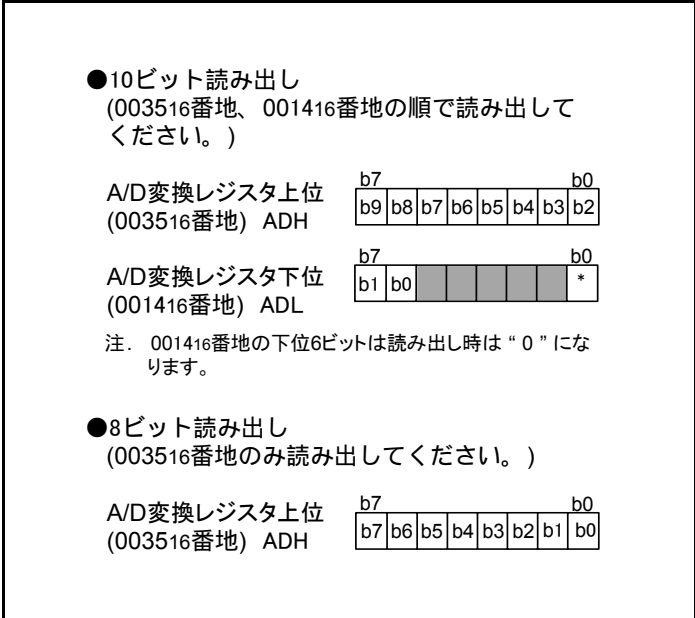 ●10ビット読み出し
(003516番地、001416番地の順で読み出して
ください。)
b7 b0
A/D変換レジスタ上位
b9 b8 b7 b6 b5 b4 b3 b2
(003516番地) ADH
b7 b0
A/D変換レジスタ下位
b1 b0 *
(001416番地) ADL
注. 001416番地の下位6ビットは読み出し時は“0”にな
ります。
●8ビット読み出し
(003516番地のみ読み出してください。)
b7 b0
A/D変換レジスタ上位
b7 b6 b5 b4 b3 b2 b1 b0
(003516番地) ADH